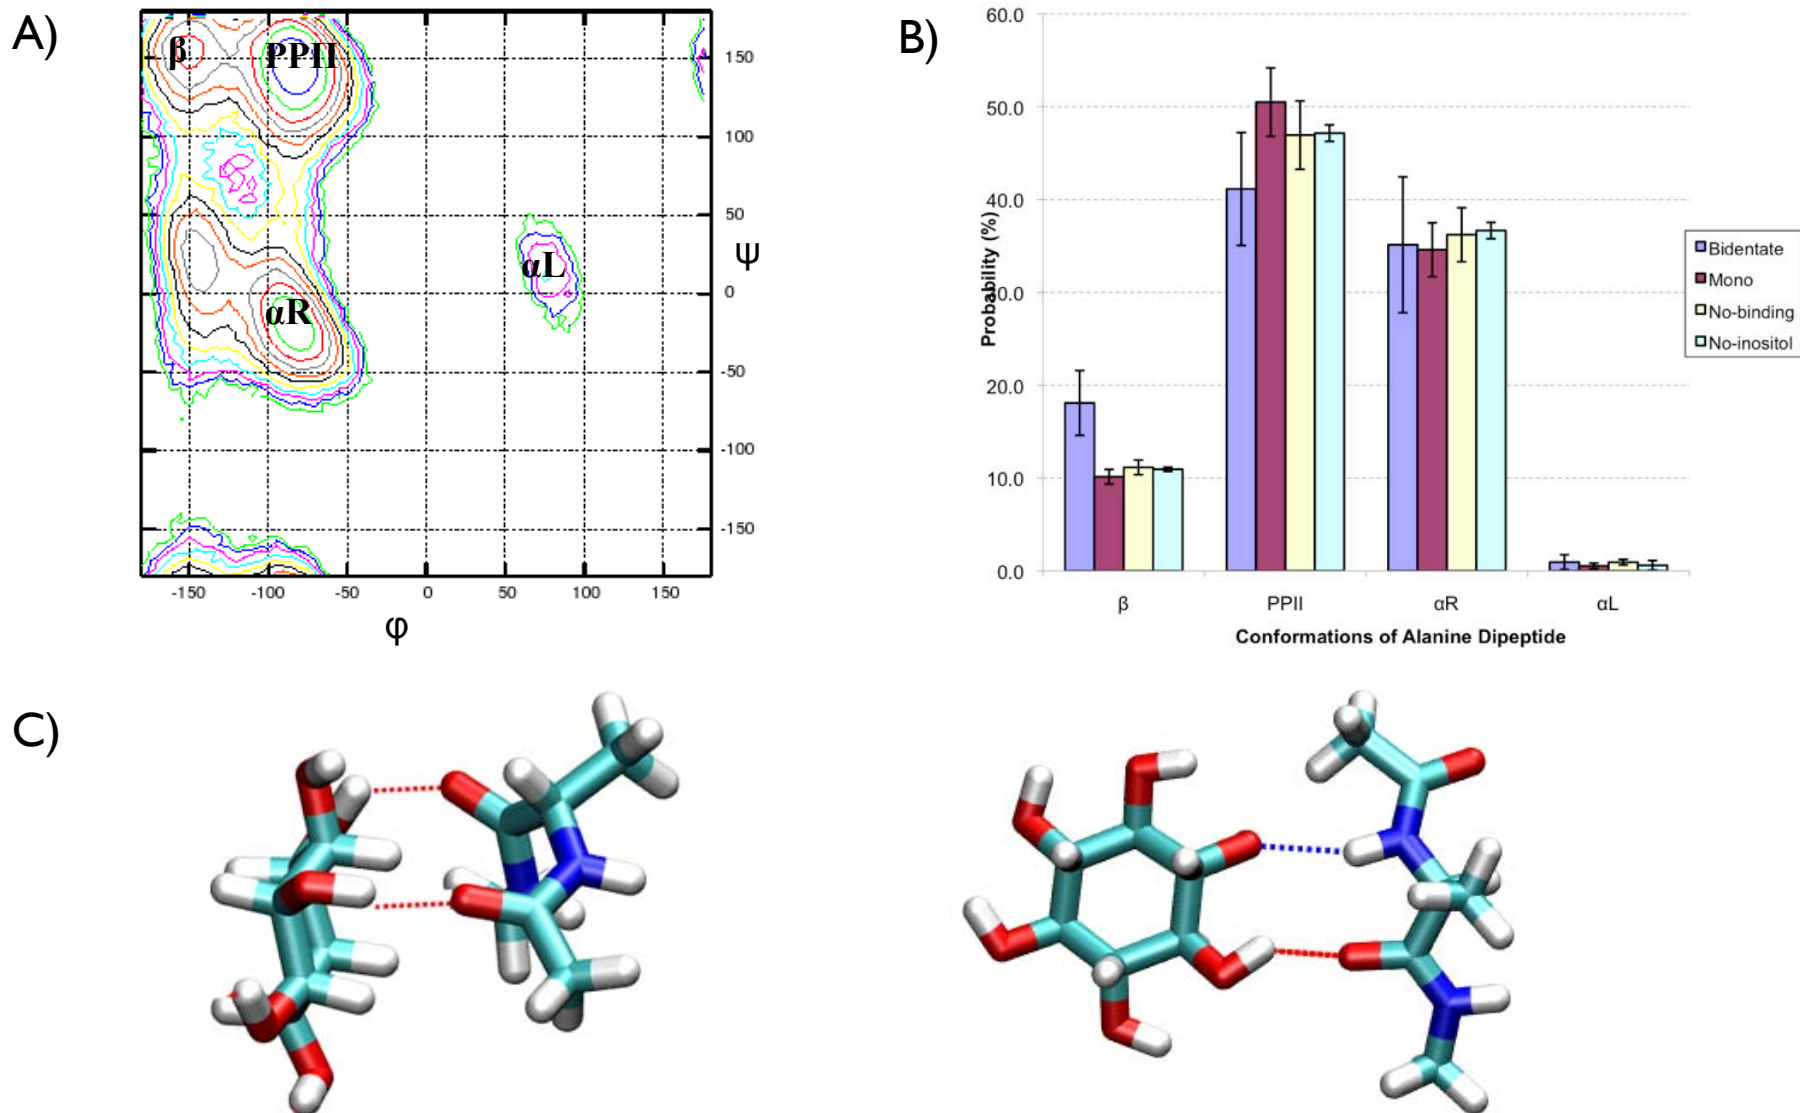 A)
β
PPII
αR
αL
150
100
50
0
-50
-100
-150
ψ
-150
-100
-50
0
50
100
150
φ
B)
60.0
50.0
40.0
30.0
20.0
10.0
0.0
Probability (%)
β
PPII
αR
αL
Conformations of Alanine Dipeptide
Bidentate
Mono
No-binding
No-inositol
C)